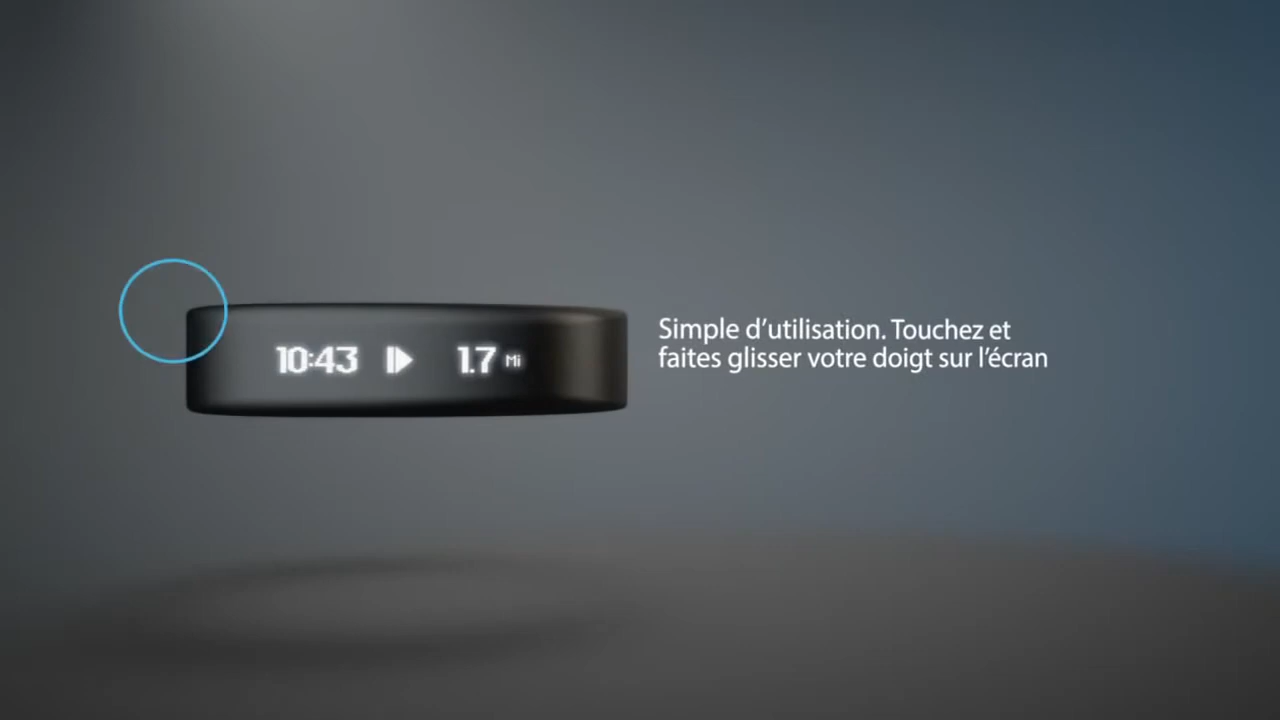 10:43 1.7 Mi
Simple d’utilisation. Touchez et
faites glisser votre doigt sur l’écran